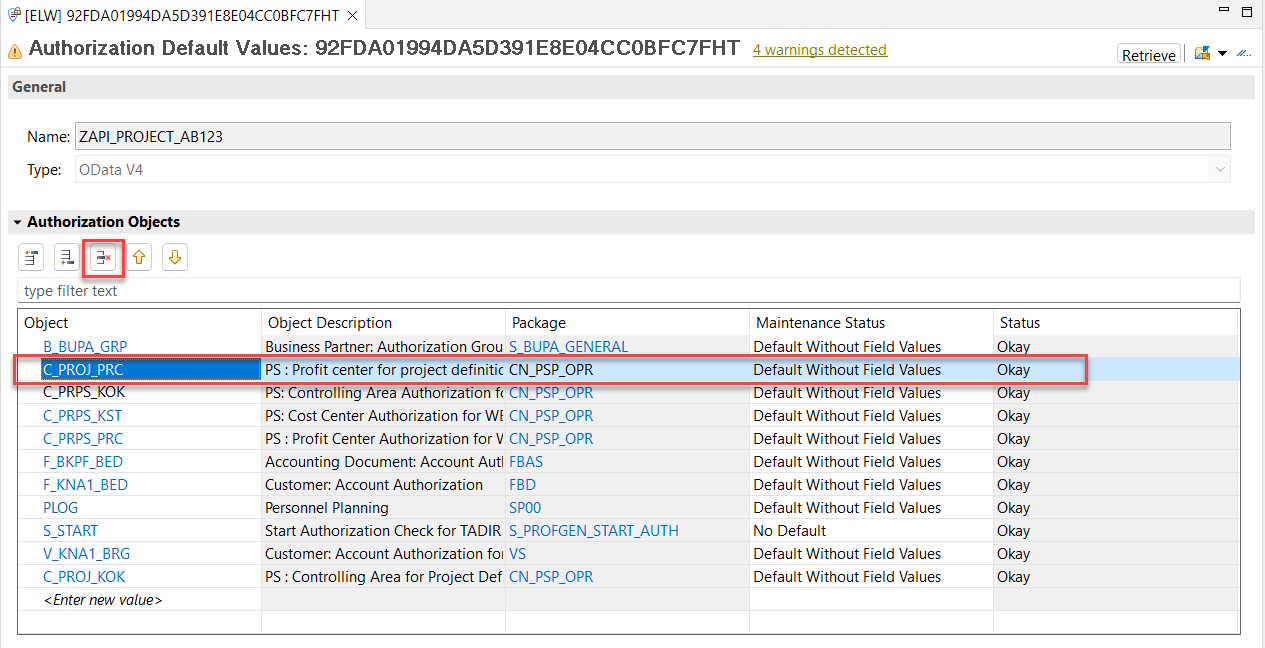 [ELW] 92FDA01994DA5D391E8E04CC0BFC7FHT
Authorization Default Values: 92FDA01994DA5D391E8E04CC0BFC7FHT 4 warnings detected Retrieve
General
Name: ZAPI_PROJECT_AB123
Type: OData V4
Authorization Objects
type filter text
Object Object Description Package Maintenance Status Status
B_BUPA_GRP Business Partner: Authorization Grou S_BUPA_GENERAL Default Without Field Values Okay
C_PROJ_PRC PS : Profit center for project definitic CN_PSP_OPR Default Without Field Values Okay
C_PRPS_KOK PS: Controlling Area Authorization fc CN_PSP_OPR Default Without Field Values Okay
C_PRPS_KST PS: Cost Center Authorization for WE CN_PSP_OPR Default Without Field Values Okay
C_PRPS_PRC PS : Profit Center Authorization for W CN_PSP_OPR Default Without Field Values Okay
F_BKPF_BED Accounting Document: Account Autl FBAS Default Without Field Values Okay
F_KNA1_BED Customer: Account Authorization FBD Default Without Field Values Okay
PLOG Personnel Planning SP00 Default Without Field Values Okay
S_START Start Authorization Check for TADIR S_PROFGEN_START_AUTH No Default Okay
V_KNA1_BRG Customer: Account Authorization for VS Default Without Field Values Okay
C_PROJ_KOK PS : Controlling Area for Project Def CN_PSP_OPR Default Without Field Values Okay
<Enter new value>